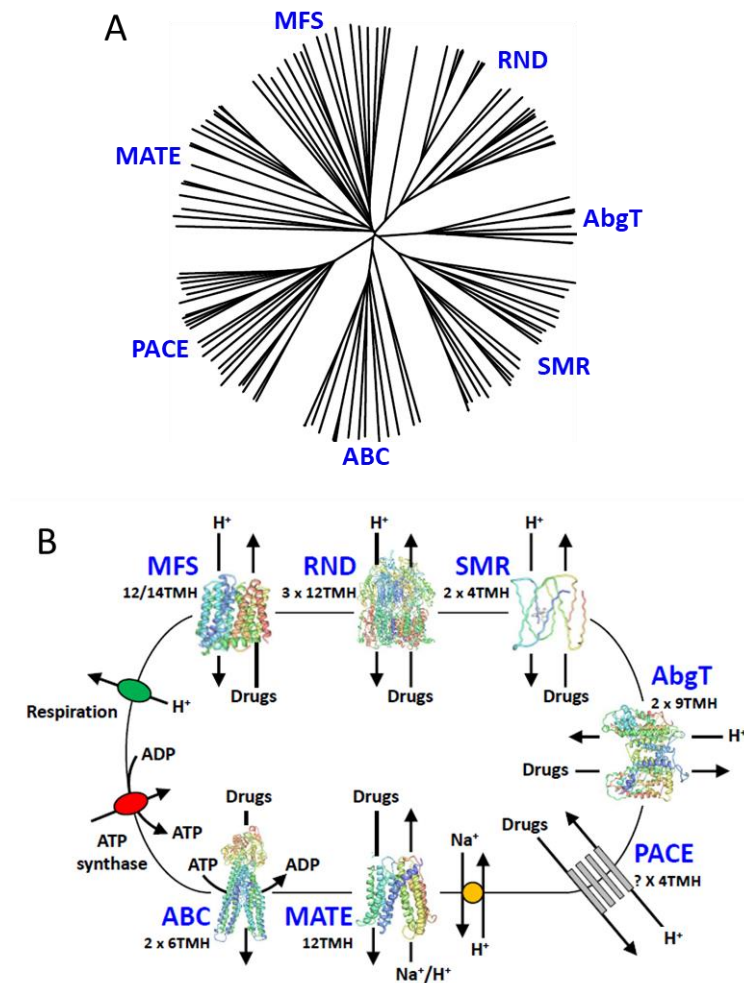 A
MFS
RND
MATE
AbgT
PACE
SMR
ABC
B
H⁺ H⁺ H⁺
MFS RND SMR
12/14TMH 3 x 12TMH 2 x 4TMH
AbgT
2 x 9TMH
Respiration H⁺
Drugs Drugs Drugs
H⁺
Drugs
ADP
ATP
synthase
ATP
Drugs Drugs Na⁺ Drugs
ATP ADP
PACE
? X 4TMH
ABC MATE
2 x 6TMH 12TMH
H⁺
H⁺
Na⁺/H⁺